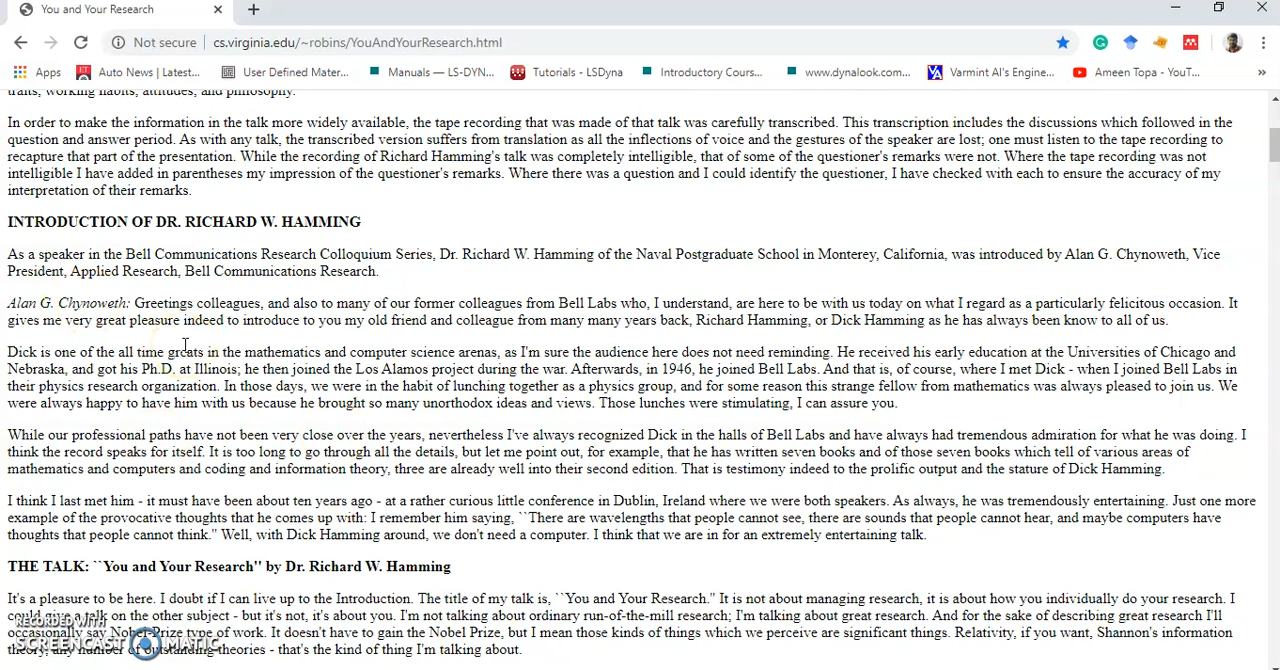 You and Your Research
Not secure
cs.virginia.edu/~robins/YouAndYourResearch.html
Apps
Auto News | Latest...
User Defined Mater...
Manuals — LS-DYN...
Tutorials - LSDyna
Introductory Cours...
www.dynalook.com...
Varmint Al's Engine...
Ameen Topa - YouT...
traits, working habits, attitudes, and philosophy.
In order to make the information in the talk more widely available, the tape recording that was made of that talk was carefully transcribed. This transcription includes the discussions which followed in the
question and answer period. As with any talk, the transcribed version suffers from translation as all the inflections of voice and the gestures of the speaker are lost; one must listen to the tape recording to
recapture that part of the presentation. While the recording of Richard Hamming's talk was completely intelligible, that of some of the questioner's remarks were not. Where the tape recording was not
intelligible I have added in parentheses my impression of the questioner's remarks. Where there was a question and I could identify the questioner, I have checked with each to ensure the accuracy of my
interpretation of their remarks.
INTRODUCTION OF DR. RICHARD W. HAMMING
As a speaker in the Bell Communications Research Colloquium Series, Dr. Richard W. Hamming of the Naval Postgraduate School in Monterey, California, was introduced by Alan G. Chynoweth, Vice
President, Applied Research, Bell Communications Research.
Alan G. Chynoweth: Greetings colleagues, and also to many of our former colleagues from Bell Labs who, I understand, are here to be with us today on what I regard as a particularly felicitous occasion. It
gives me very great pleasure indeed to introduce to you my old friend and colleague from many many years back, Richard Hamming, or Dick Hamming as he has always been know to all of us.
Dick is one of the all time greats in the mathematics and computer science arenas, as I'm sure the audience here does not need reminding. He received his early education at the Universities of Chicago and
Nebraska, and got his Ph.D. at Illinois; he then joined the Los Alamos project during the war. Afterwards, in 1946, he joined Bell Labs. And that is, of course, where I met Dick - when I joined Bell Labs in
their physics research organization. In those days, we were in the habit of lunching together as a physics group, and for some reason this strange fellow from mathematics was always pleased to join us. We
were always happy to have him with us because he brought so many unorthodox ideas and views. Those lunches were stimulating, I can assure you.
While our professional paths have not been very close over the years, nevertheless I've always recognized Dick in the halls of Bell Labs and have always had tremendous admiration for what he was doing. I
think the record speaks for itself. It is too long to go through all the details, but let me point out, for example, that he has written seven books and of those seven books which tell of various areas of
mathematics and computers and coding and information theory, three are already well into their second edition. That is testimony indeed to the prolific output and the stature of Dick Hamming.
I think I last met him - it must have been about ten years ago - at a rather curious little conference in Dublin, Ireland where we were both speakers. As always, he was tremendously entertaining. Just one more
example of the provocative thoughts that he comes up with: I remember him saying, ``There are wavelengths that people cannot see, there are sounds that people cannot hear, and maybe computers have
thoughts that people cannot think.'' Well, with Dick Hamming around, we don't need a computer. I think that we are in for an extremely entertaining talk.
THE TALK: ``You and Your Research'' by Dr. Richard W. Hamming
It's a pleasure to be here. I doubt if I can live up to the Introduction. The title of my talk is, ``You and Your Research.'' It is not about managing research, it is about how you individually do your research. I
could give a talk on the other subject - but it's not, it's about you. I'm not talking about ordinary run-of-the-mill research; I'm talking about great research. And for the sake of describing great research I'll
occasionally say Nobel-Prize type of work. It doesn't have to gain the Nobel Prize, but I mean those kinds of things which we perceive are significant things. Relativity, if you want, Shannon's information
theory, any number of outstanding theories - that's the kind of thing I'm talking about.
RECORDED WITH
SCREENCAST MATIC